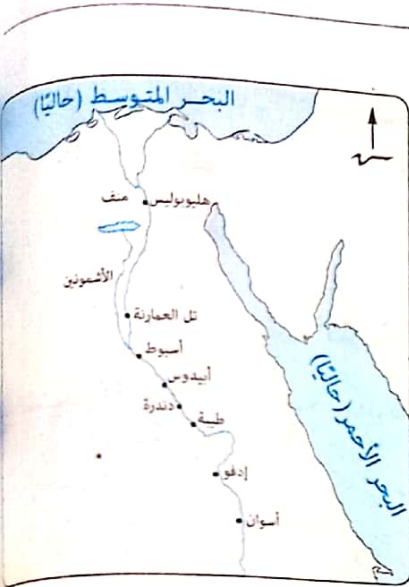 البحر المتوسط (حاليًا)
هليوبوليس
منف
الأشمونين
تل العمارنة
أسيوط
أبيدوس
دندرة
طيبة
إدفو
أسوان
البحر الأحمر (حاليًا)